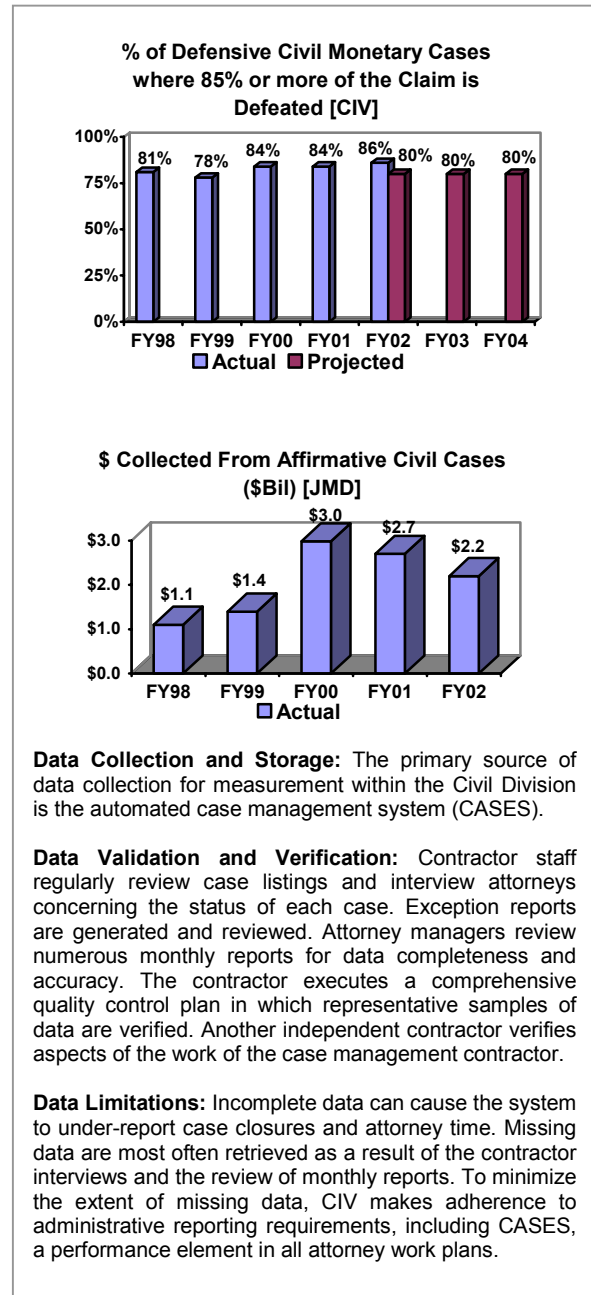 % of Defensive Civil Monetary Cases
where 85% or more of the Claim is
Defeated [CIV]
100%
81%
78%
84%
84%
86%
80%
80%
80%
75%
50%
25%
0%
FY98 FY99 FY00 FY01 FY02 FY03 FY04
Actual Projected
$ Collected From Affirmative Civil Cases
($Bil) [JMD]
$3.0
$2.7
$2.2
$1.4
$1.1
$3.0
$2.0
$1.0
$0.0
FY98 FY99 FY00 FY01 FY02
Actual
Data Collection and Storage: The primary source of
data collection for measurement within the Civil Division
is the automated case management system (CASES).
Data Validation and Verification: Contractor staff
regularly review case listings and interview attorneys
concerning the status of each case. Exception reports
are generated and reviewed. Attorney managers review
numerous monthly reports for data completeness and
accuracy. The contractor executes a comprehensive
quality control plan in which representative samples of
data are verified. Another independent contractor verifies
aspects of the work of the case management contractor.
Data Limitations: Incomplete data can cause the system
to under-report case closures and attorney time. Missing
data are most often retrieved as a result of the contractor
interviews and the review of monthly reports. To minimize
the extent of missing data, CIV makes adherence to
administrative reporting requirements, including CASES,
a performance element in all attorney work plans.